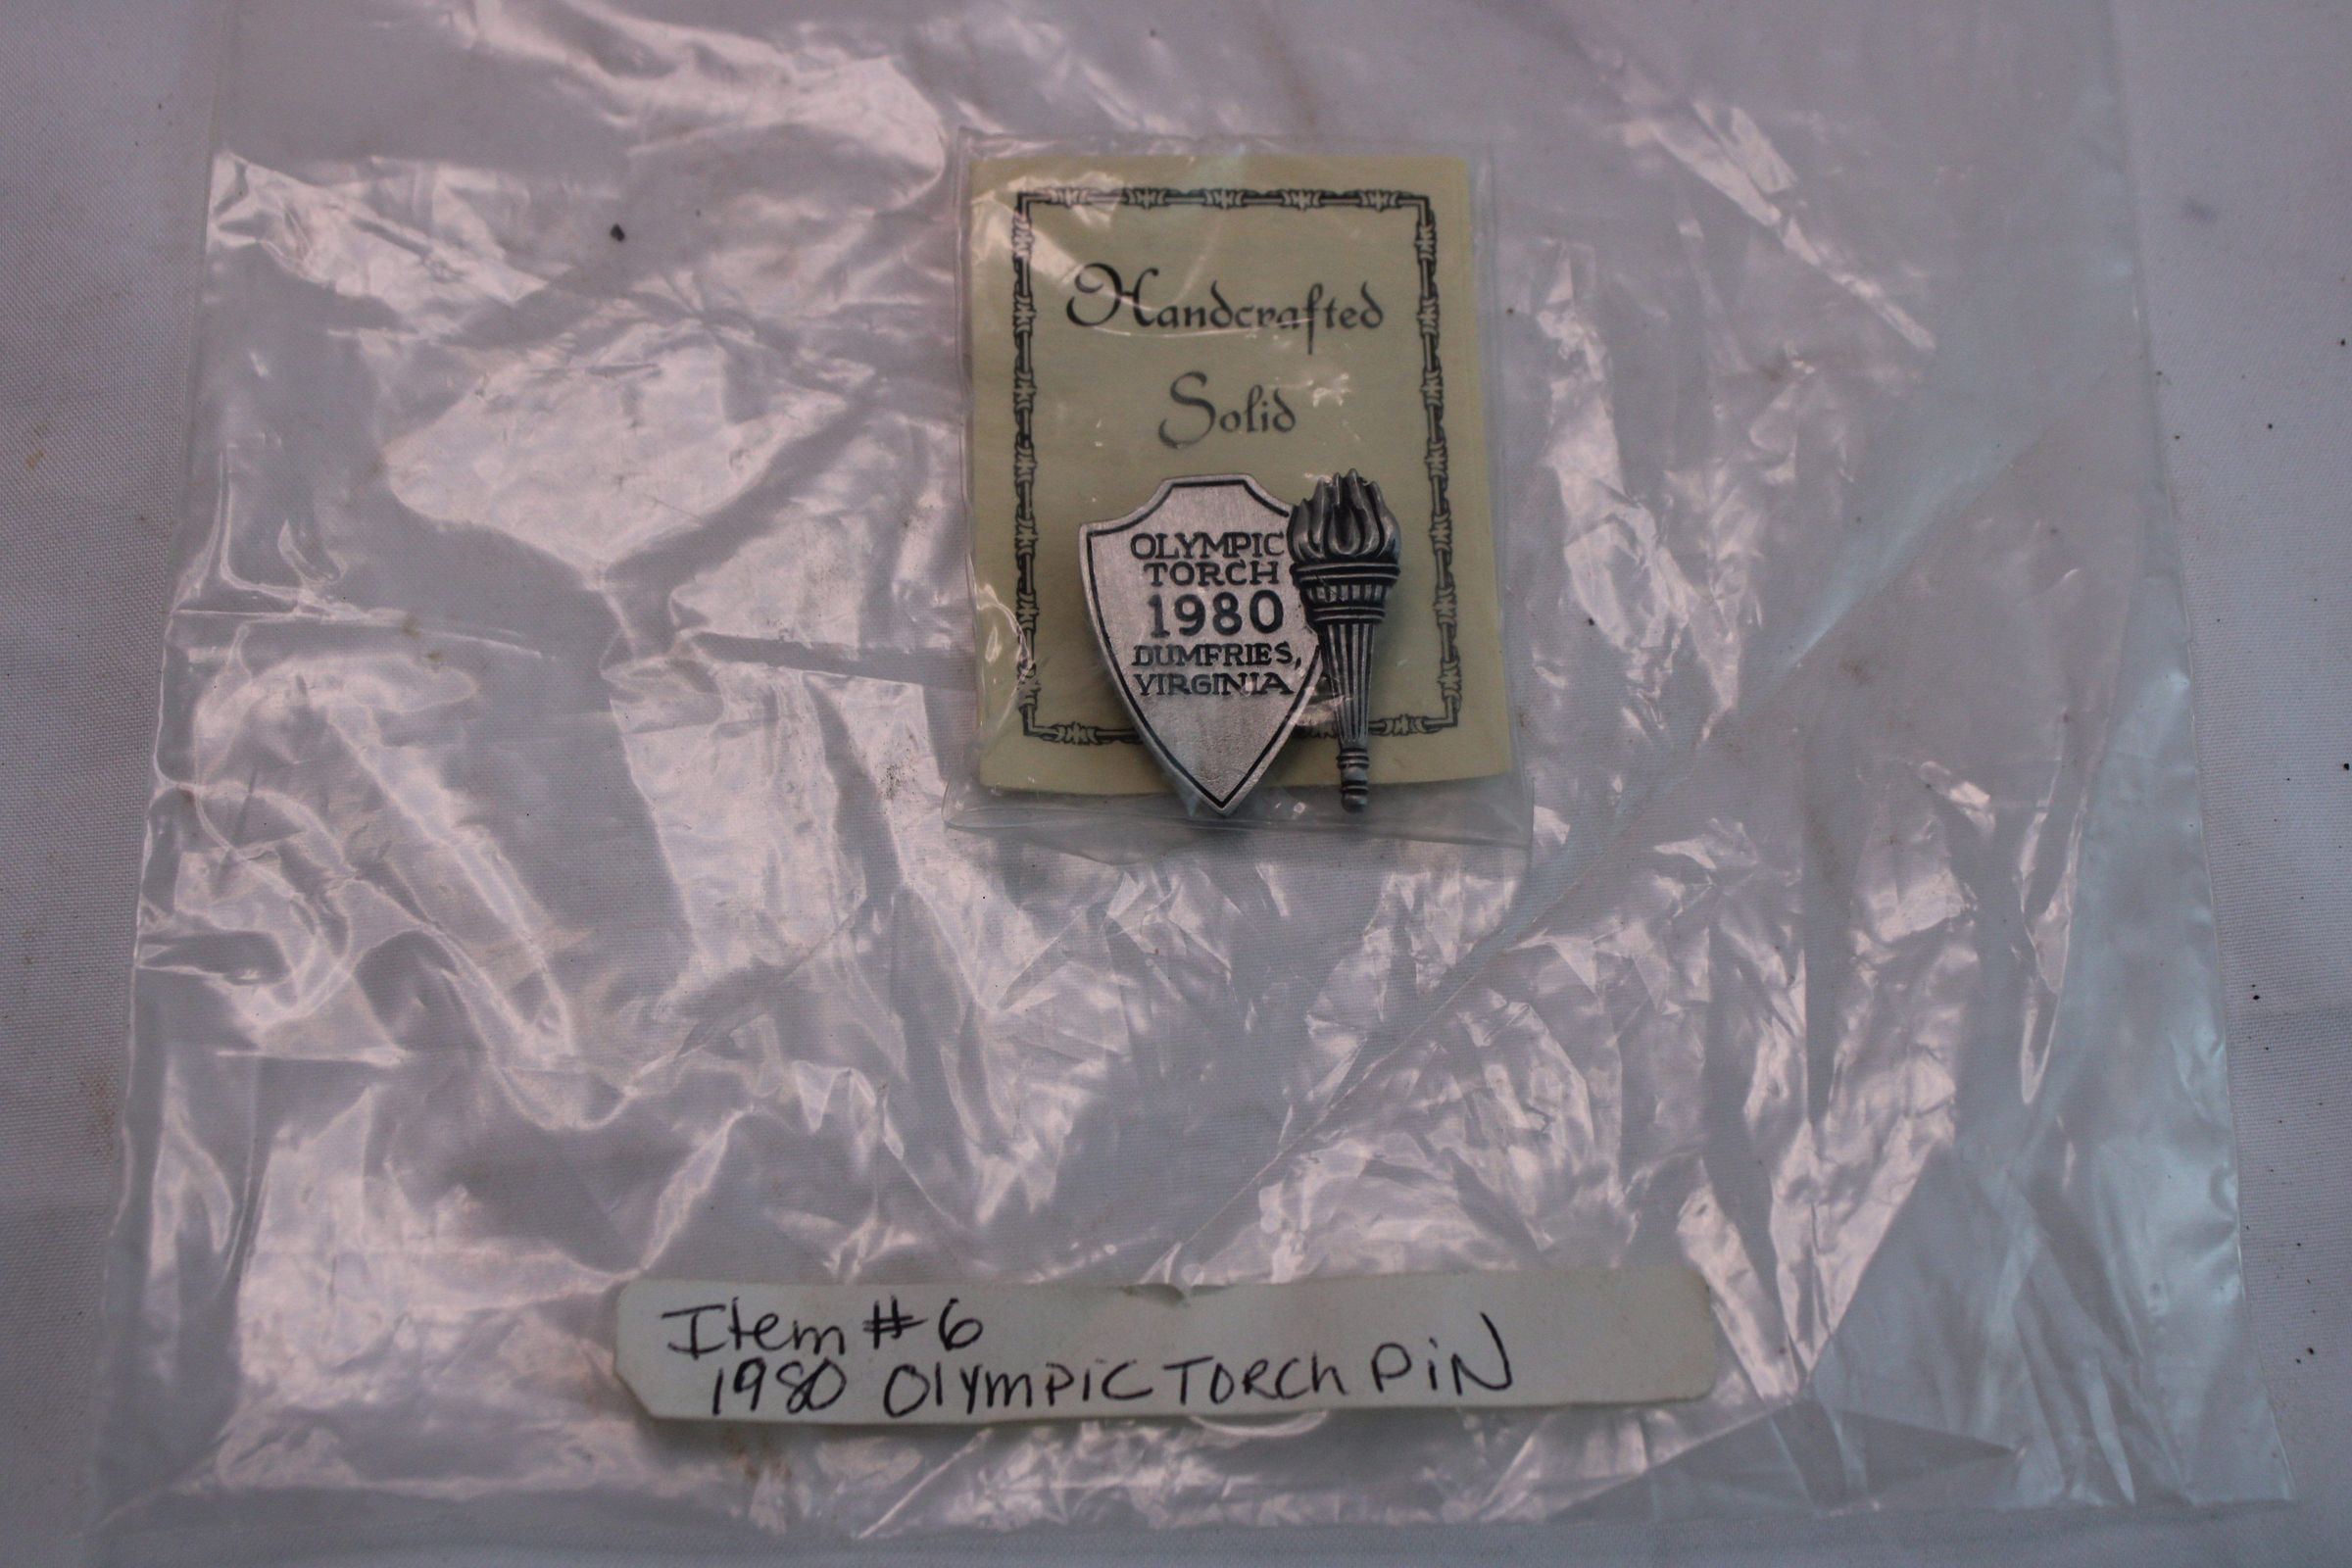 Handcrafted
Solid
OLYMPIC
TORCH
1980
DUMFRIES,
VIRGINIA
Item #6
1980 OlympicTorch PiN